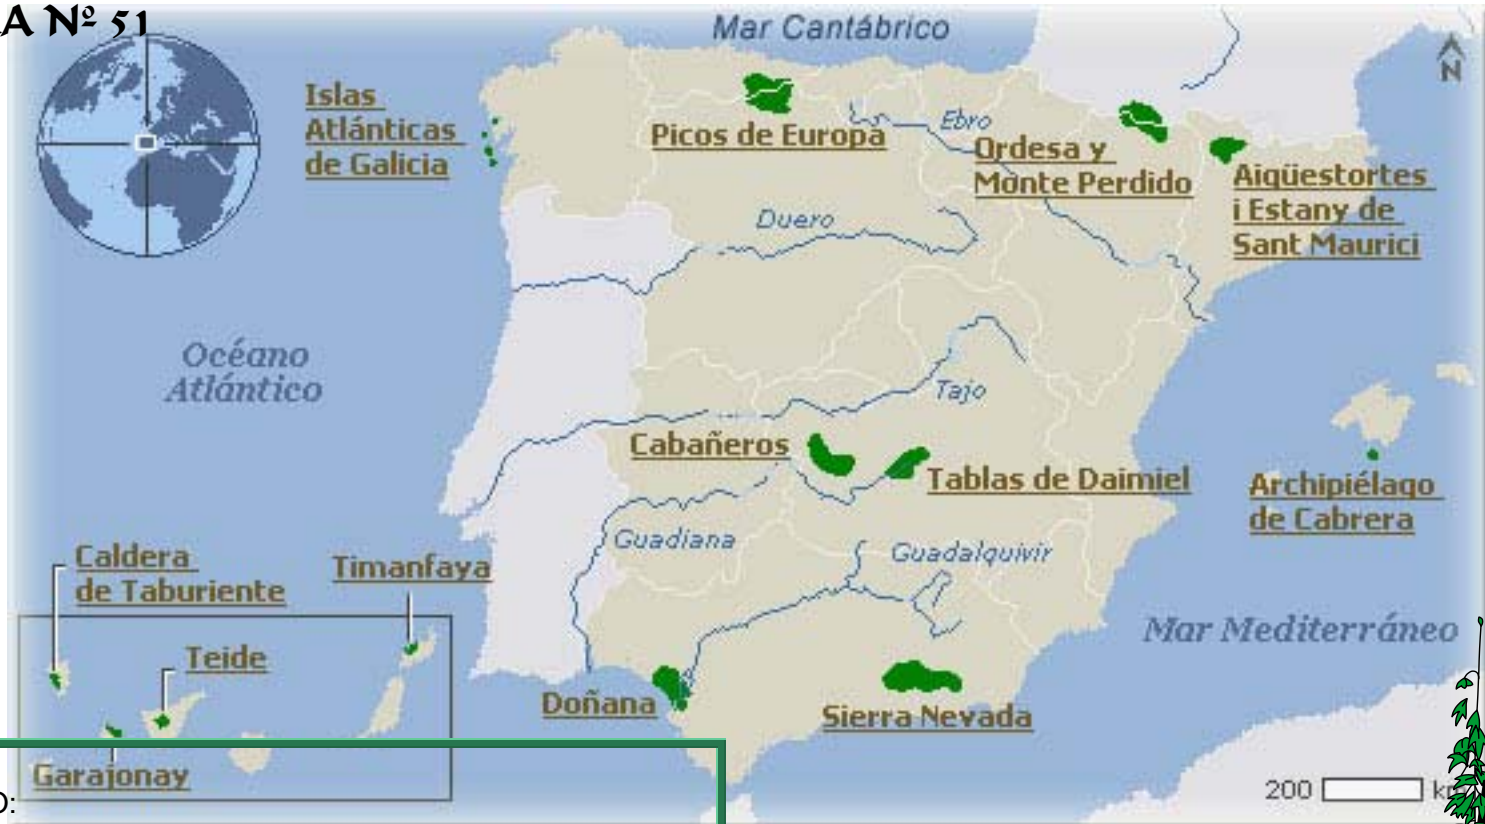 A Nº 51
Mar Cantábrico
N
Islas
Atlánticas
de Galicia
Picos de Europa
Ebro
Ordesa y
Monte Perdido
Aigüestortes
i Estany de
Sant Maurici
Duero
Océano
Atlántico
Tajo
Cabañeros
Tablas de Daimiel
Archipiélago
de Cabrera
Guadiana
Guadalquivir
Caldera
de Taburiente
Timanfaya
Mar Mediterráneo
Teide
Doñana
Sierra Nevada
Garajonay
200